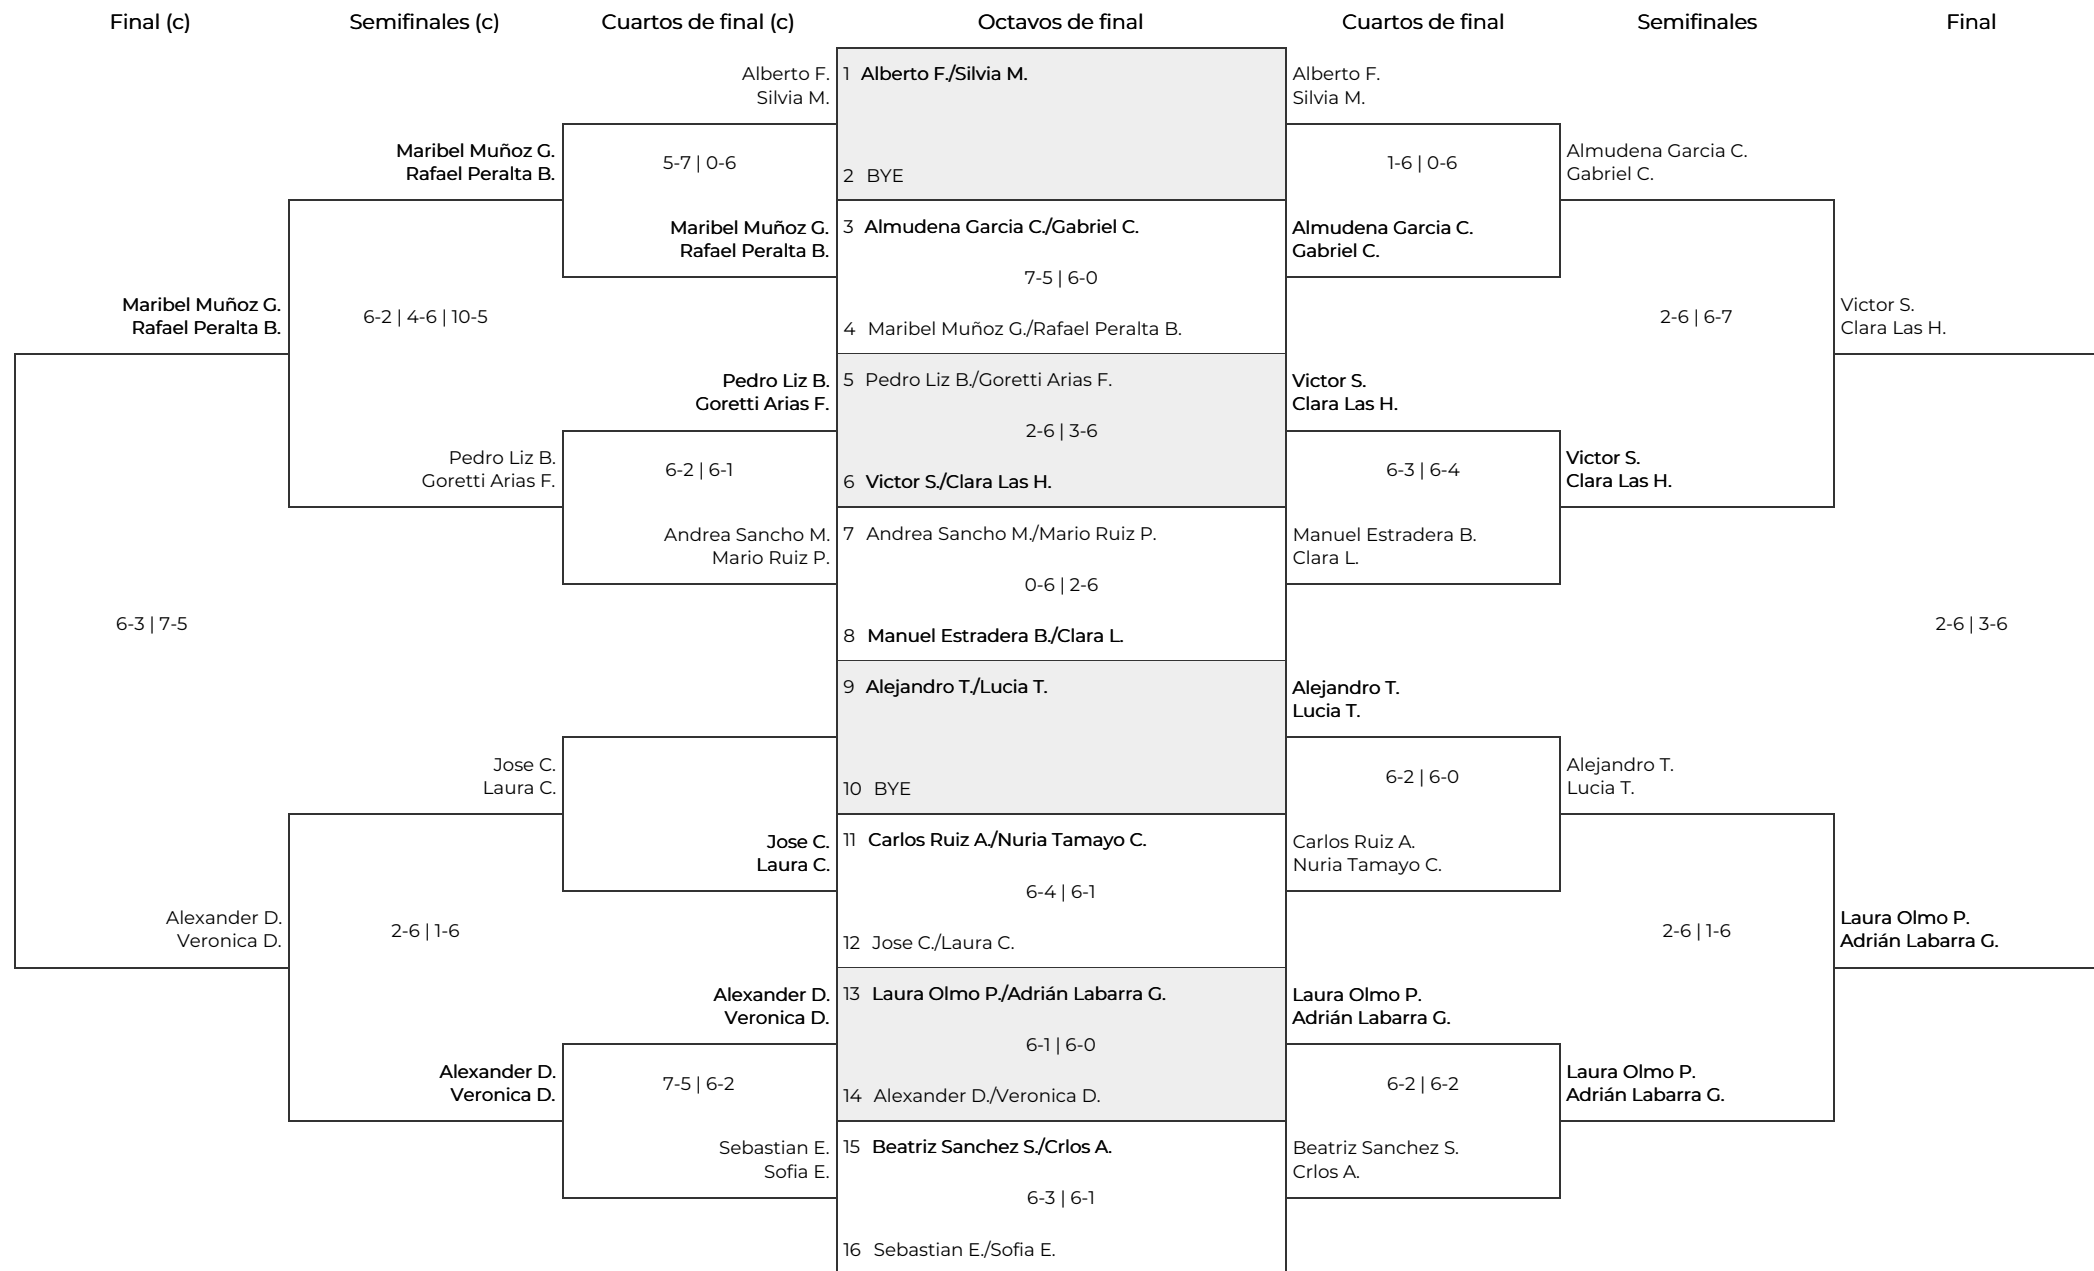 Final (c) Semifinales (c) Cuartos de final (c) Octavos de final Cuartos de final Semifinales Final
Alberto F. 1 Alberto F./Silvia M. Alberto F.
Silvia M. Silvia M.
Maribel Muñoz G. 5-7 | 0-6 1-6 | 0-6 Almudena Garcia C.
Rafael Peralta B. 2 BYE Gabriel C.
Maribel Muñoz G. 3 Almudena Garcia C./Gabriel C. Almudena Garcia C.
Rafael Peralta B. Gabriel C.
7-5 | 6-0
Maribel Muñoz G. 6-2 | 4-6 | 10-5 2-6 | 6-7 Victor S.
Rafael Peralta B. 4 Maribel Muñoz G./Rafael Peralta B. Clara Las H.
Pedro Liz B. 5 Pedro Liz B./Goretti Arias F. Victor S.
Goretti Arias F. Clara Las H.
2-6 | 3-6
Pedro Liz B. 6-2 | 6-1 6-3 | 6-4 Victor S.
Goretti Arias F. 6 Victor S./Clara Las H. Clara Las H.
Andrea Sancho M. 7 Andrea Sancho M./Mario Ruiz P. Manuel Estradera B.
Mario Ruiz P. Clara L.
0-6 | 2-6
6-3 | 7-5 8 Manuel Estradera B./Clara L. 2-6 | 3-6
9 Alejandro T./Lucia T. Alejandro T.
Lucia T.
Jose C. 6-2 | 6-0 Alejandro T.
Laura C. 10 BYE Lucia T.
Jose C. 11 Carlos Ruiz A./Nuria Tamayo C. Carlos Ruiz A.
Laura C. Nuria Tamayo C.
6-4 | 6-1
Alexander D. 2-6 | 1-6 2-6 | 1-6 Laura Olmo P.
Veronica D. 12 Jose C./Laura C. Adrián Labarra G.
Alexander D. 13 Laura Olmo P./Adrián Labarra G. Laura Olmo P.
Veronica D. Adrián Labarra G.
6-1 | 6-0
Alexander D. 7-5 | 6-2 6-2 | 6-2 Laura Olmo P.
Veronica D. 14 Alexander D./Veronica D. Adrián Labarra G.
Sebastian E. 15 Beatriz Sanchez S./Crlos A. Beatriz Sanchez S.
Sofia E. Crlos A.
6-3 | 6-1
16 Sebastian E./Sofia E.